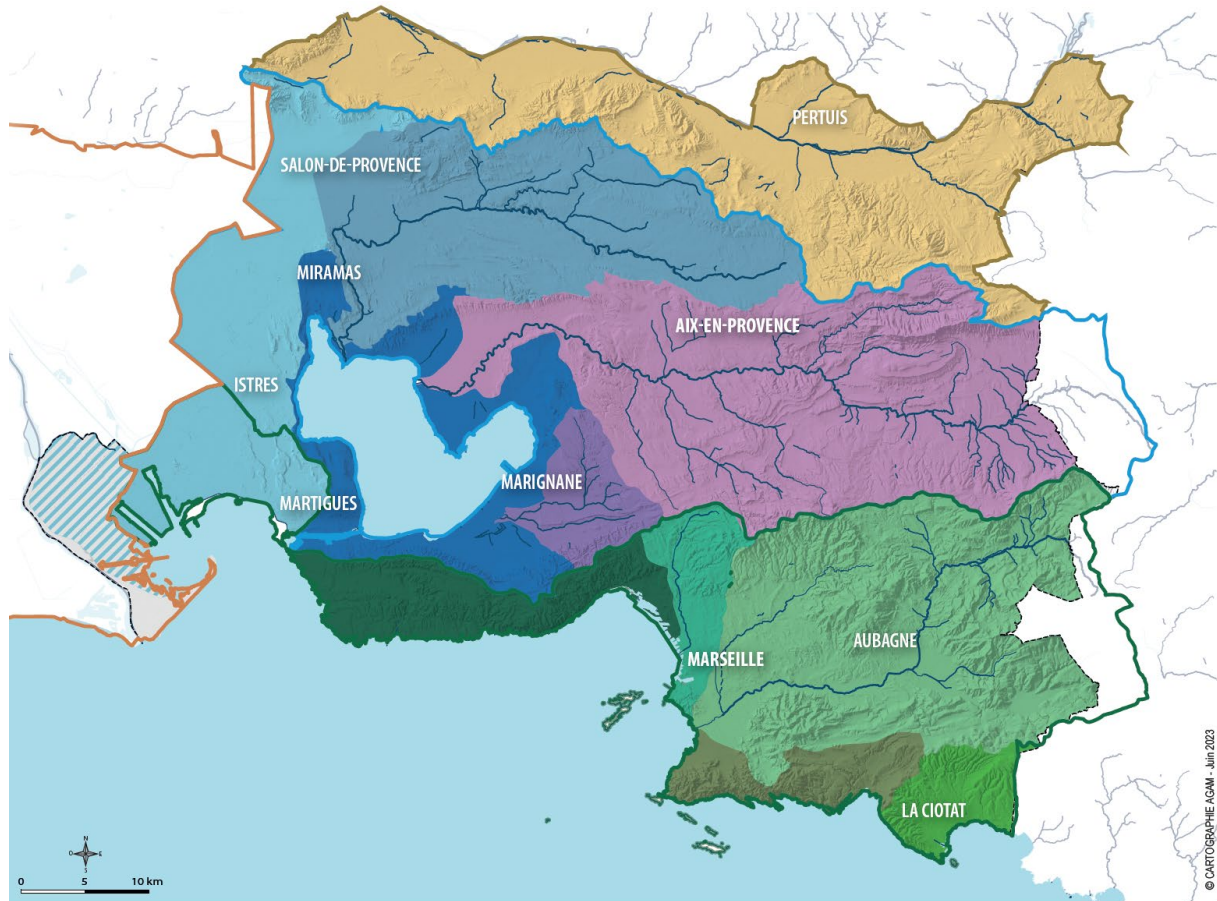 PERTUIS
SALON-DE-PROVENCE
MIRAMAS
AIX-EN-PROVENCE
ISTRES
MARIGNANE
MARTIGUES
AUBAGNE
MARSEILLE
LA CIOTAT
N
O E
S
0 5 10 km
© CARTOGRAPHIE AGAM - Juin 2023